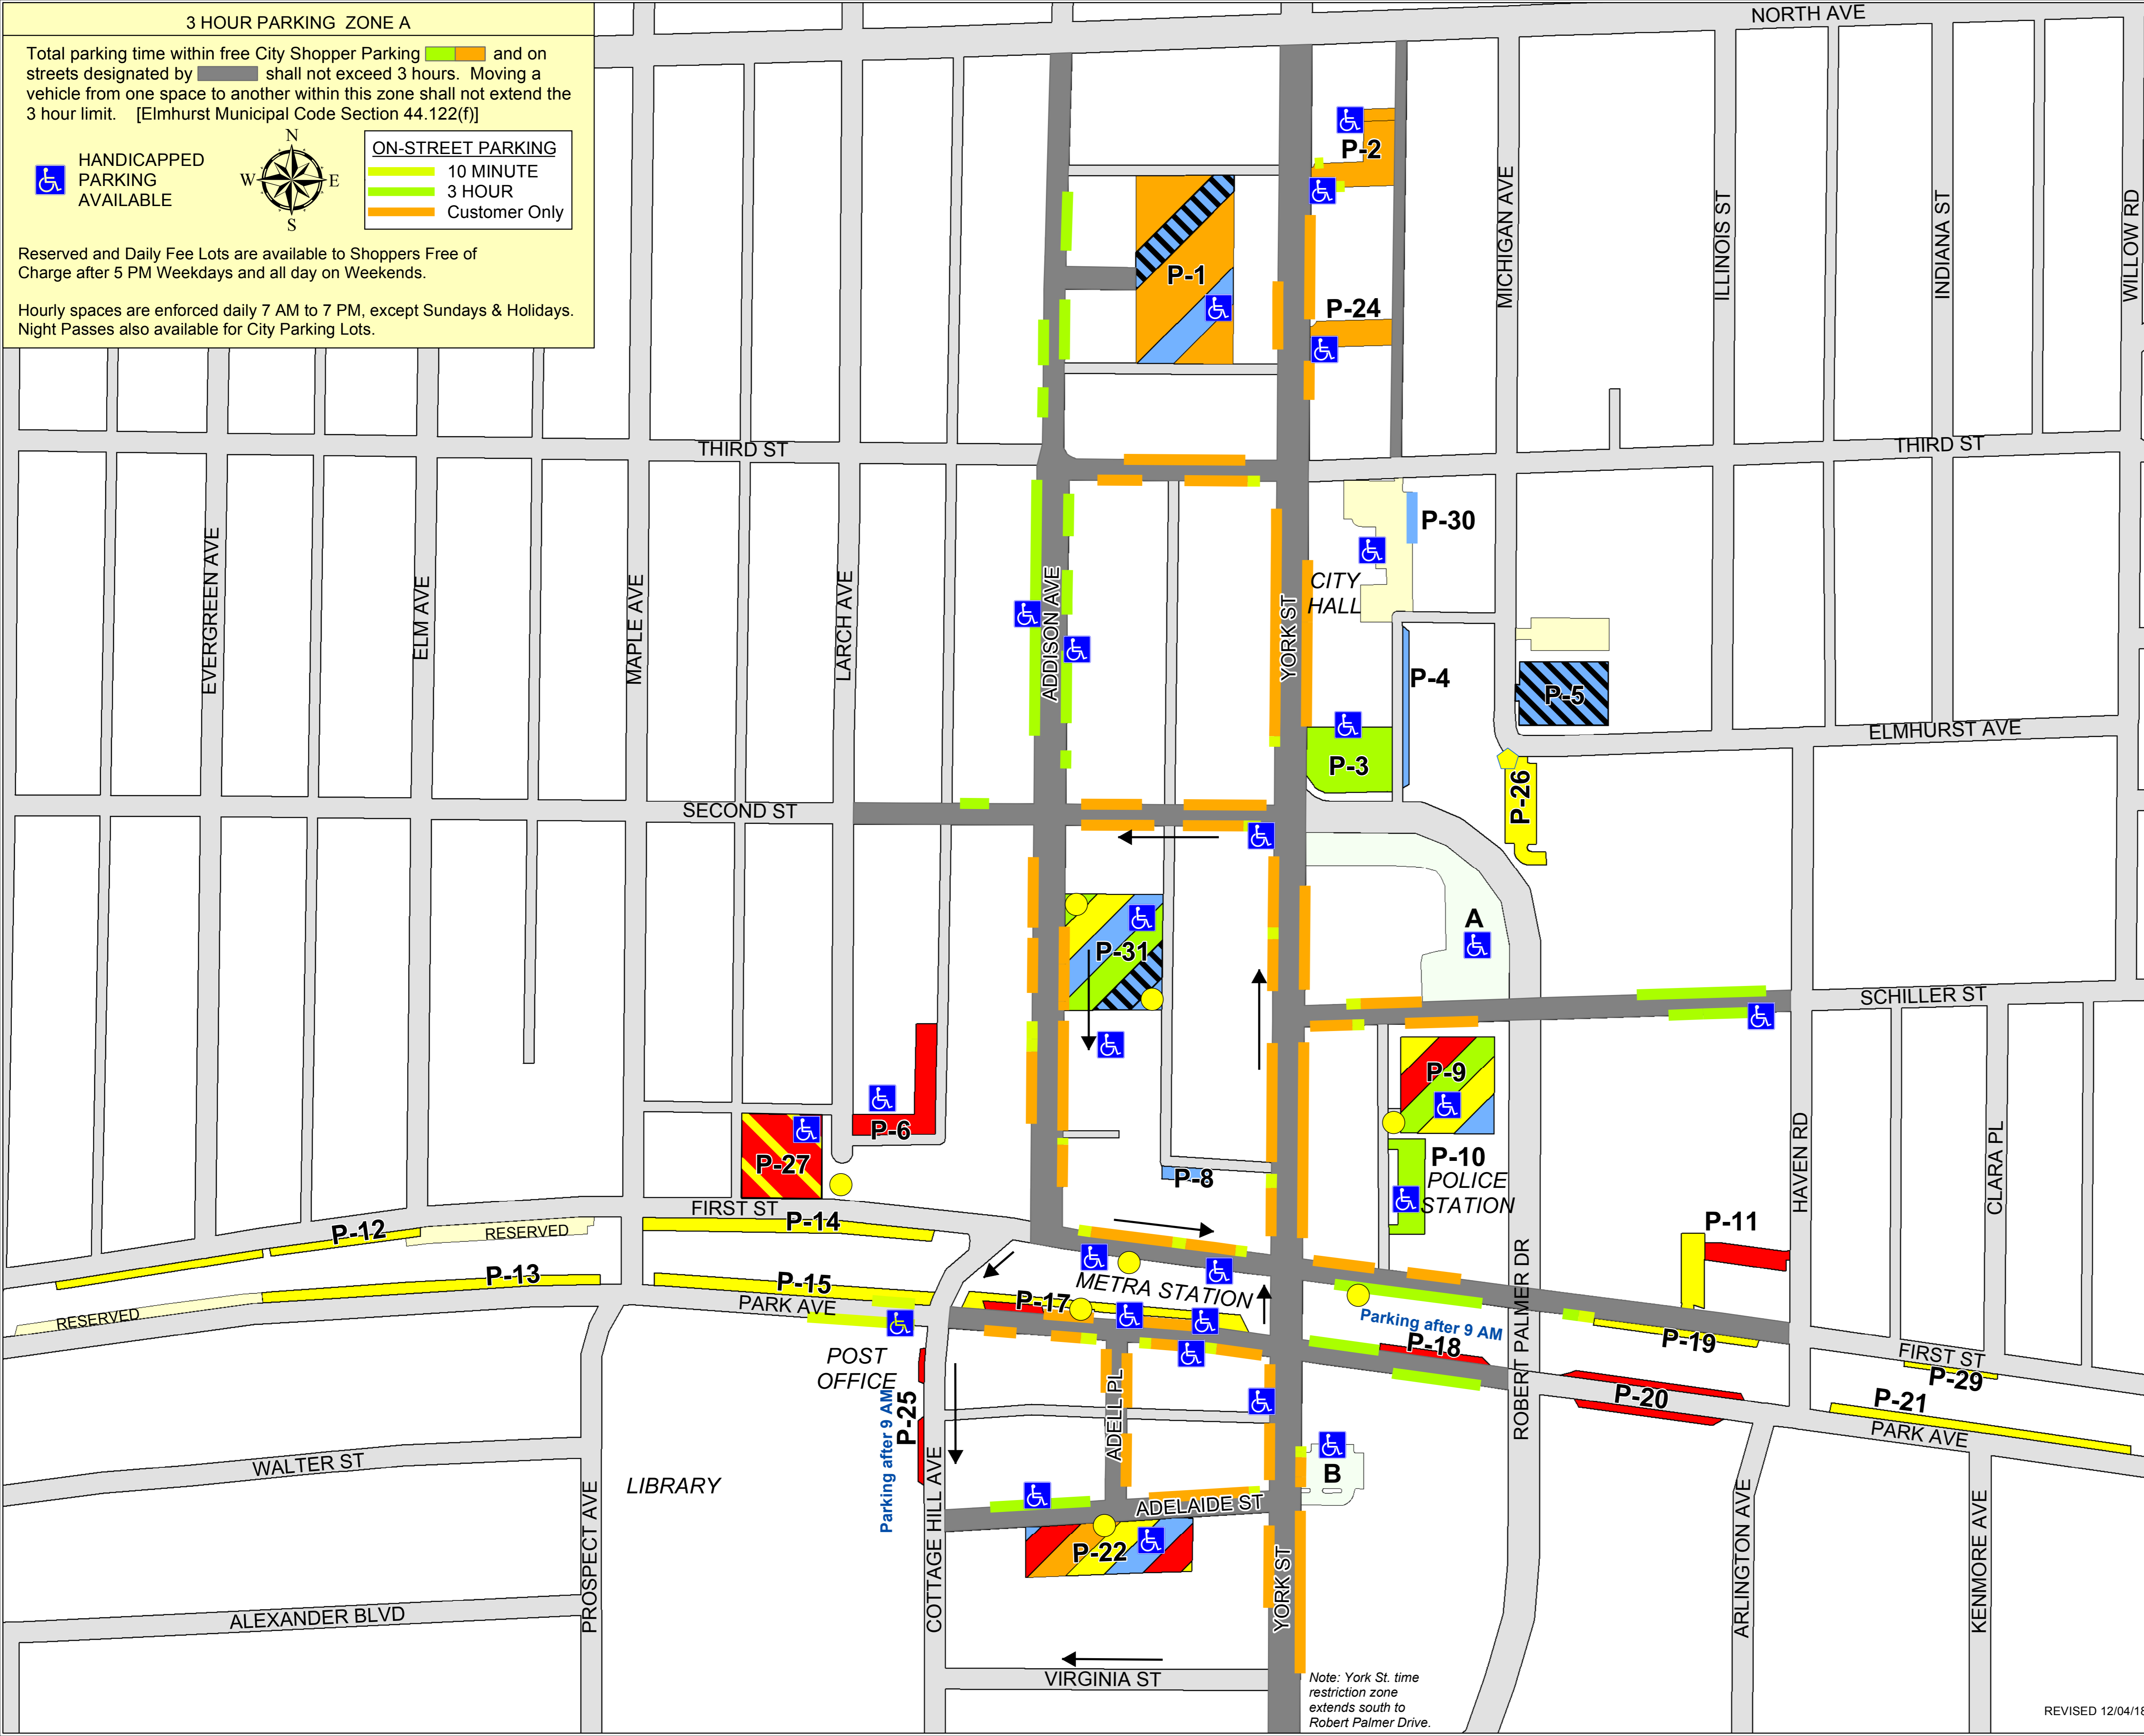 3 HOUR PARKING ZONE A
Total parking time within free City Shopper Parking and on
streets designated by shall not exceed 3 hours. Moving a
vehicle from one space to another within this zone shall not extend the
3 hour limit. [Elmhurst Municipal Code Section 44.122(f)]
HANDICAPPED
PARKING
AVAILABLE
N
W E
S
ON-STREET PARKING
10 MINUTE
3 HOUR
Customer Only
Reserved and Daily Fee Lots are available to Shoppers Free of
Charge after 5 PM Weekdays and all day on Weekends.
Hourly spaces are enforced daily 7 AM to 7 PM, except Sundays & Holidays.
Night Passes also available for City Parking Lots.
NORTH AVE
P-2
P-1
P-24
MICHIGAN AVE
ILLINOIS ST
INDIANA ST
WILLOW RD
THIRD ST
THIRD ST
P-30
CITY
HALL
EVERGREEN AVE
ELM AVE
MAPLE AVE
LARCH AVE
ADDISON AVE
YORK ST
P-4
P-5
P-3
P-26
ELMHURST AVE
SECOND ST
A
P-31
SCHILLER ST
P-9
P-6
P-27
P-8
P-10
POLICE
STATION
HAVEN RD
CLARA PL
FIRST ST
P-12
RESERVED
P-14
P-11
P-13
P-15
METRA STATION
P-17
RESERVED
PARK AVE
Parking after 9 AM
P-18
ROBERT PALMER DR
P-19
FIRST ST
P-29
POST
OFFICE
P-25
Parking after 9 AM
ADELL PL
P-20
P-21
PARK AVE
WALTER ST
LIBRARY
B
PROSPECT AVE
COTTAGE HILL AVE
ADELAIDE ST
P-22
YORK ST
ARLINGTON AVE
KENMORE AVE
ALEXANDER BLVD
VIRGINIA ST
Note: York St. time
restriction zone
extends south to
Robert Palmer Drive.
REVISED 12/04/18